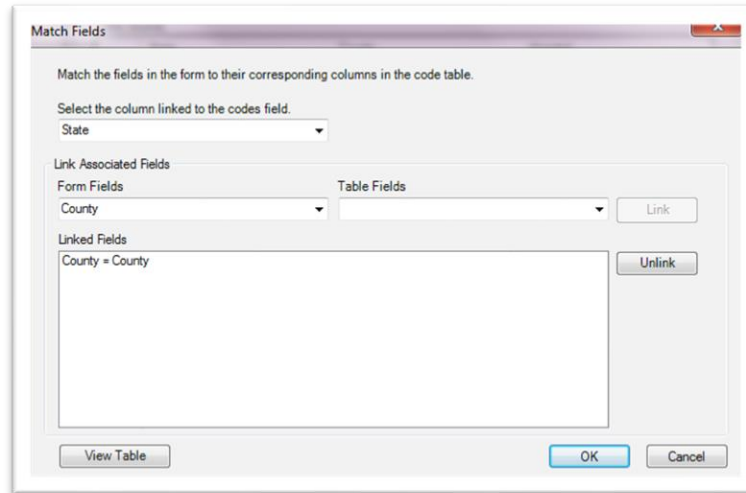 Match Fields
Match the fields in the form to their corresponding columns in the code table.
Select the column linked to the codes field.
State
Link Associated Fields
Form Fields Table Fields
County Link
Linked Fields
County = County Unlink
View Table OK Cancel